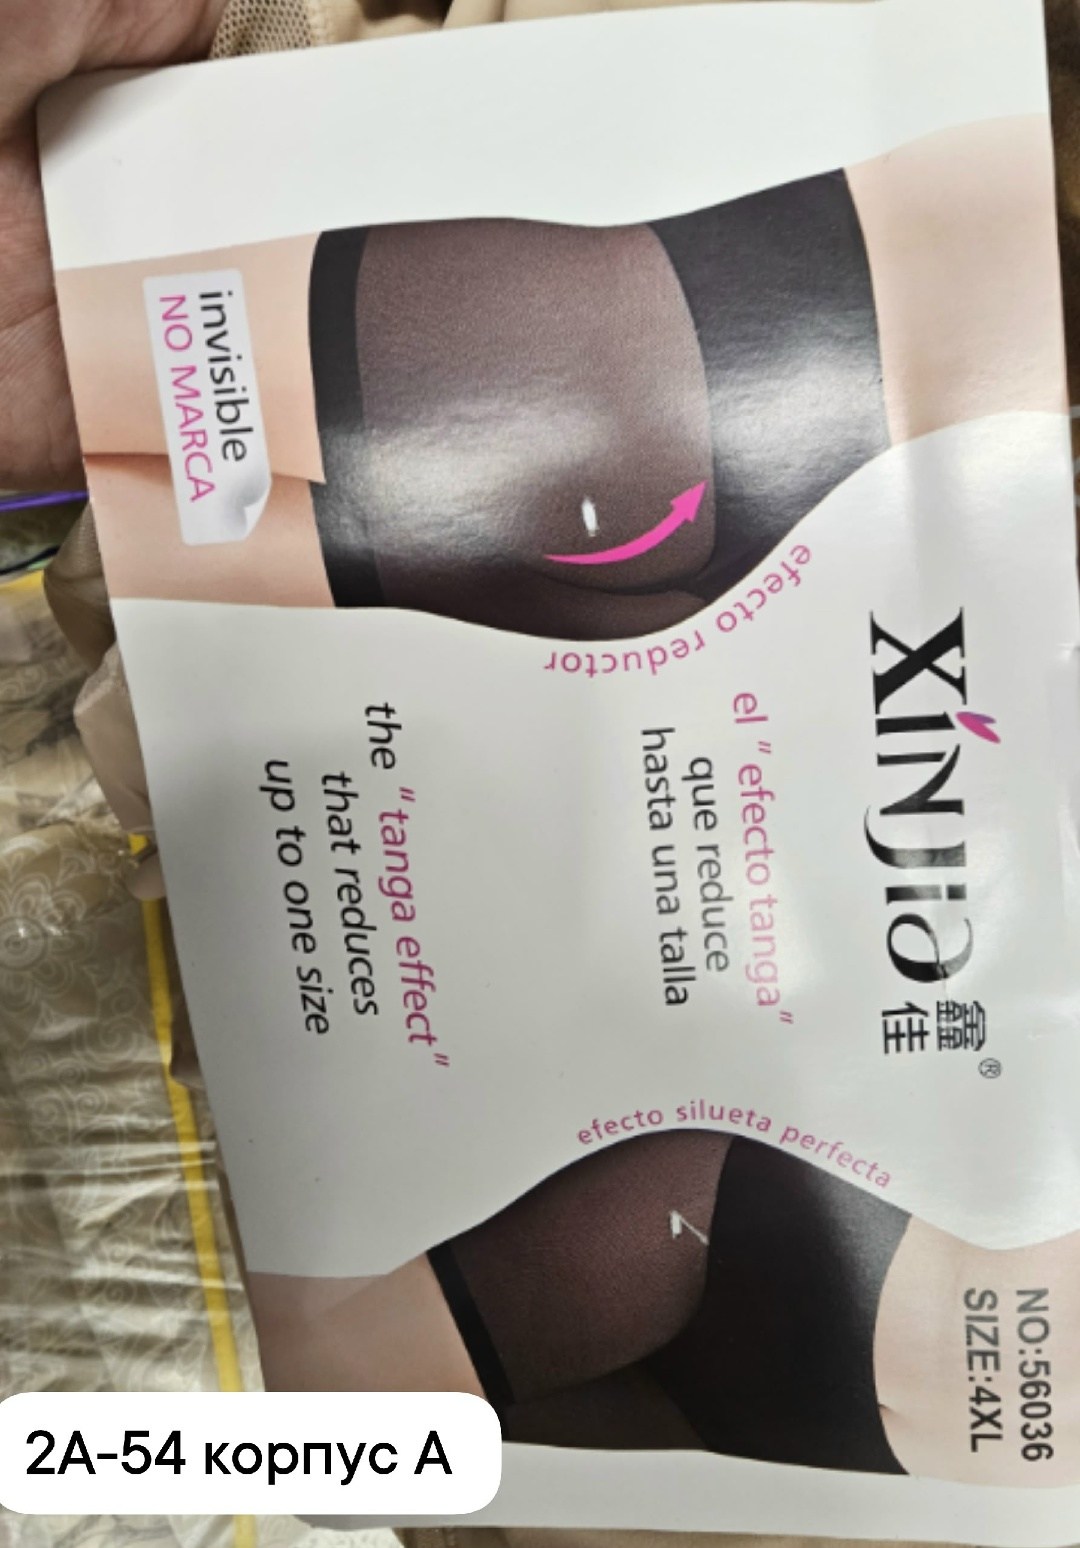 XINJIA 鑫佳®
efecto reductor
el "efecto tanga"
que reduce
hasta una talla
the "tanga effect"
that reduces
up to one size
invisible
NO MARCA
efecto silueta perfecta
NO:56036
SIZE:4XL
2А-54 корпус А